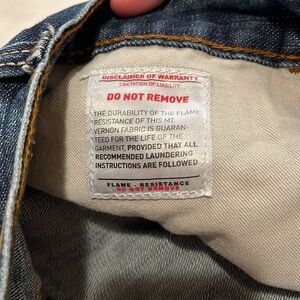 DISCLAIMER OF WARRANTY
LIMITATION OF LIABILITY
DO NOT REMOVE
THE DURABILITY OF THE FLAME
RESISTANCE OF THIS MT.
VERNON FABRIC IS GUARAN-
TEED FOR THE LIFE OF THE
GARMENT, PROVIDED THAT ALL
RECOMMENDED LAUNDERING
INSTRUCTIONS ARE FOLLOWED
FLAME - RESISTANCE
DO NOT REMOVE